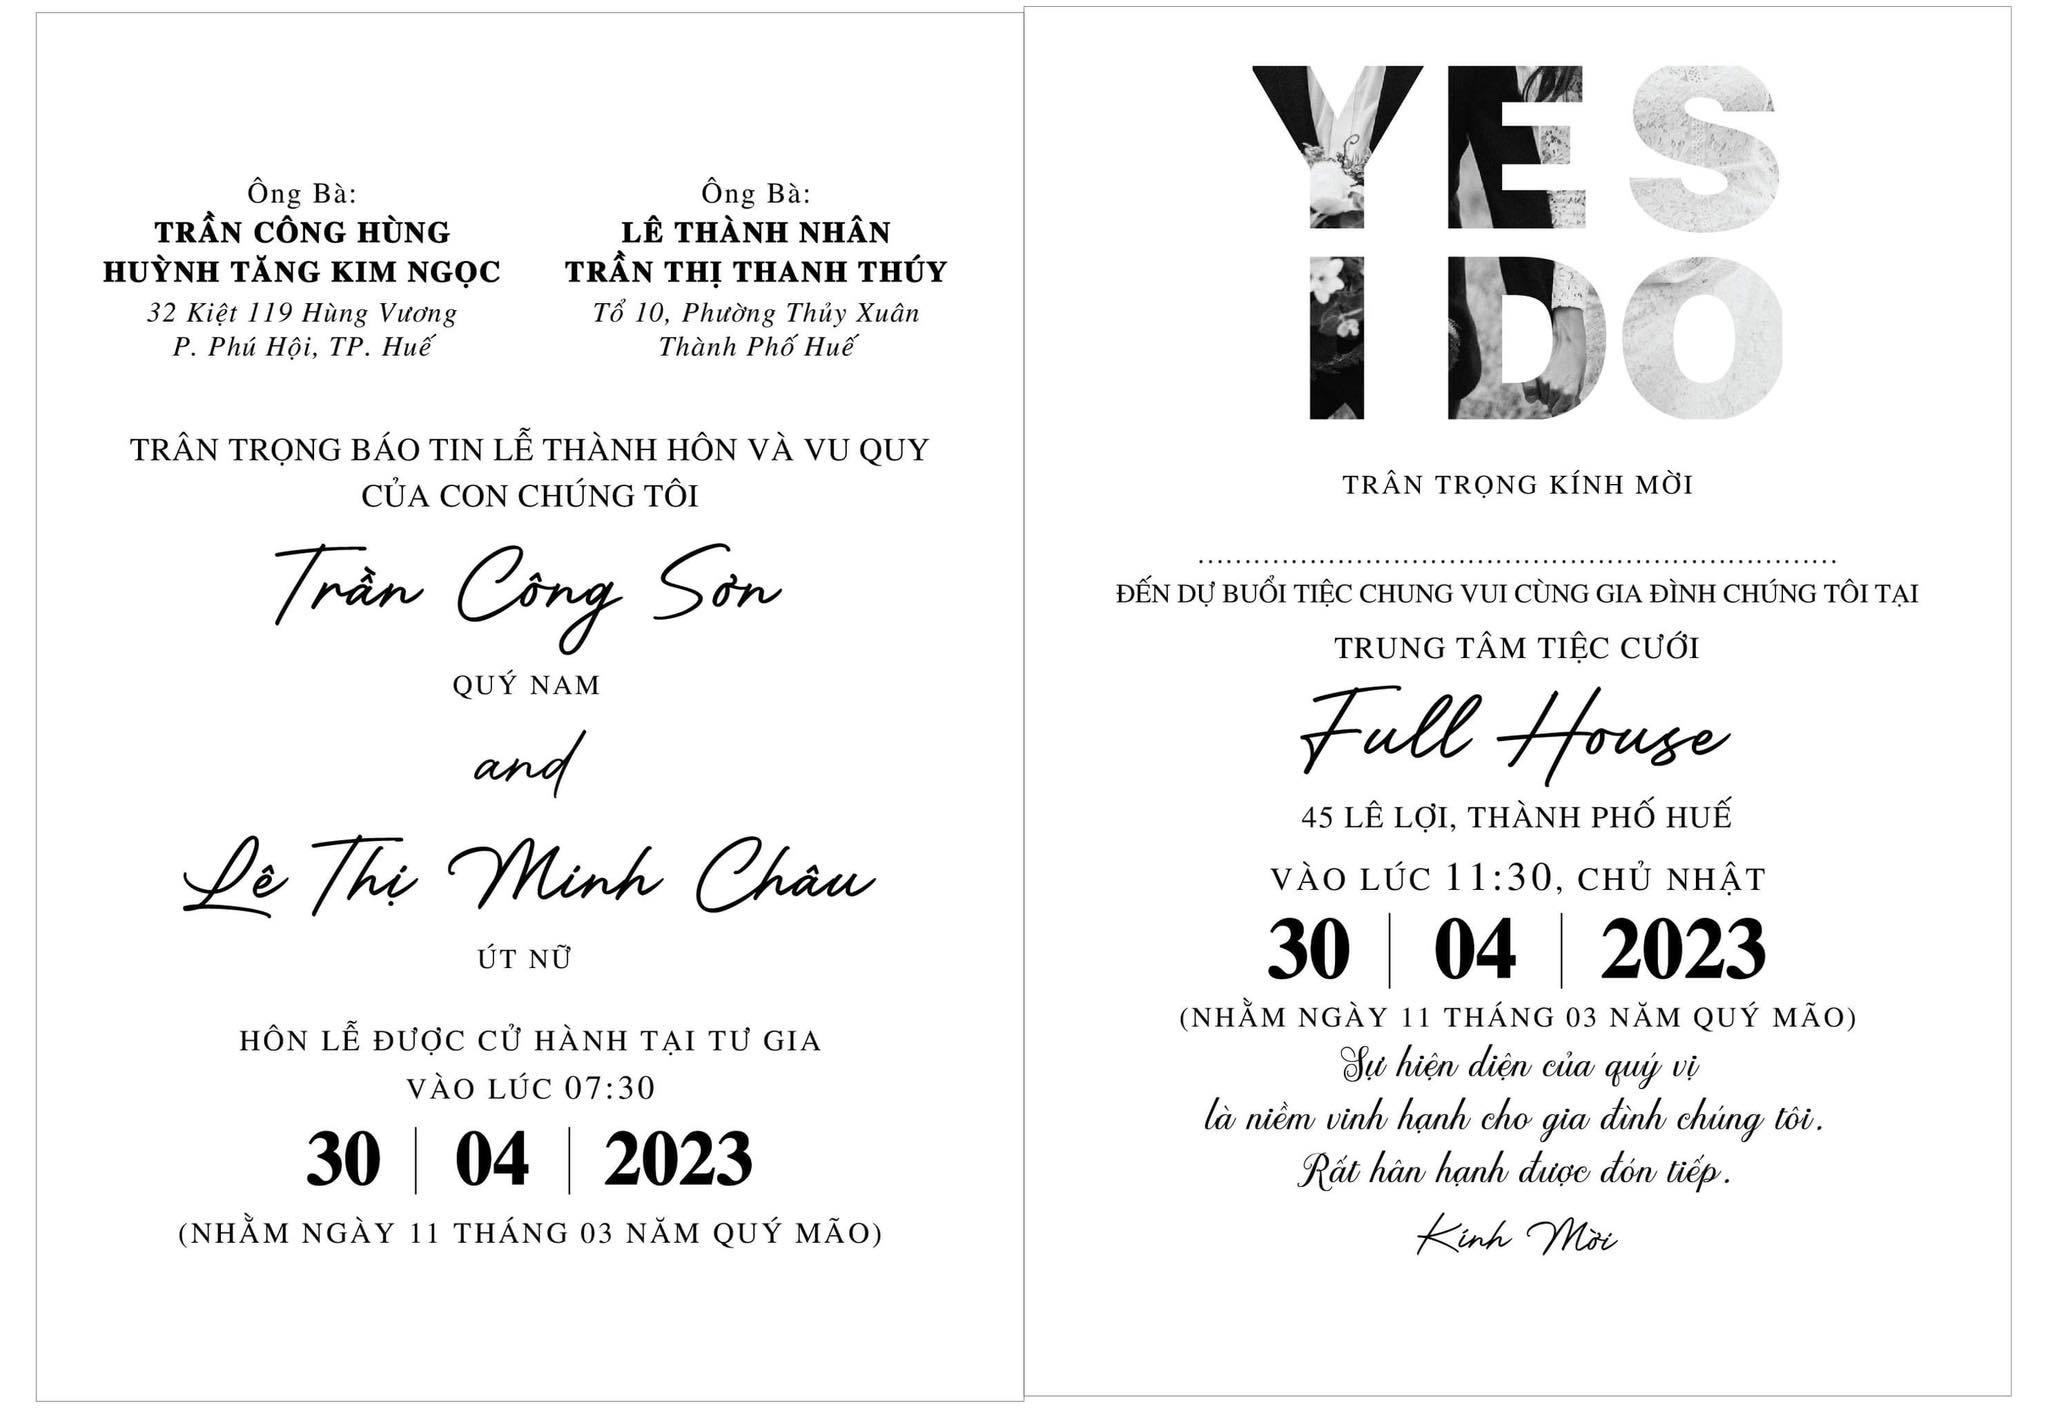 Ông Bà:
TRẦN CÔNG HÙNG
HUỲNH TĂNG KIM NGỌC
32 Kiệt 119 Hùng Vương
P. Phú Hội, TP. Huế
Ông Bà:
LÊ THÀNH NHÂN
TRẦN THỊ THANH THÚY
Tổ 10, Phường Thủy Xuân
Thành Phố Huế
TRÂN TRỌNG BÁO TIN LỄ THÀNH HÔN VÀ VU QUY
CỦA CON CHÚNG TÔI
Trần Công Sơn
QUÝ NAM
and
Lê Thị Minh Châu
ÚT NỮ
HÔN LỄ ĐƯỢC CỬ HÀNH TẠI TƯ GIA
VÀO LÚC 07:30
30 | 04 | 2023
(NHẰM NGÀY 11 THÁNG 03 NĂM QUÝ MÃO)
YES
I DO
TRÂN TRỌNG KÍNH MỜI
................................................................
ĐẾN DỰ BUỔI TIỆC CHUNG VUI CÙNG GIA ĐÌNH CHÚNG TÔI TẠI
TRUNG TÂM TIỆC CƯỚI
Full House
45 LÊ LỢI, THÀNH PHỐ HUẾ
VÀO LÚC 11:30, CHỦ NHẬT
30 | 04 | 2023
(NHẰM NGÀY 11 THÁNG 03 NĂM QUÝ MÃO)
Sự hiện diện của quý vị
là niềm vinh hạnh cho gia đình chúng tôi.
Rất hân hạnh được đón tiếp.
Kính Mời